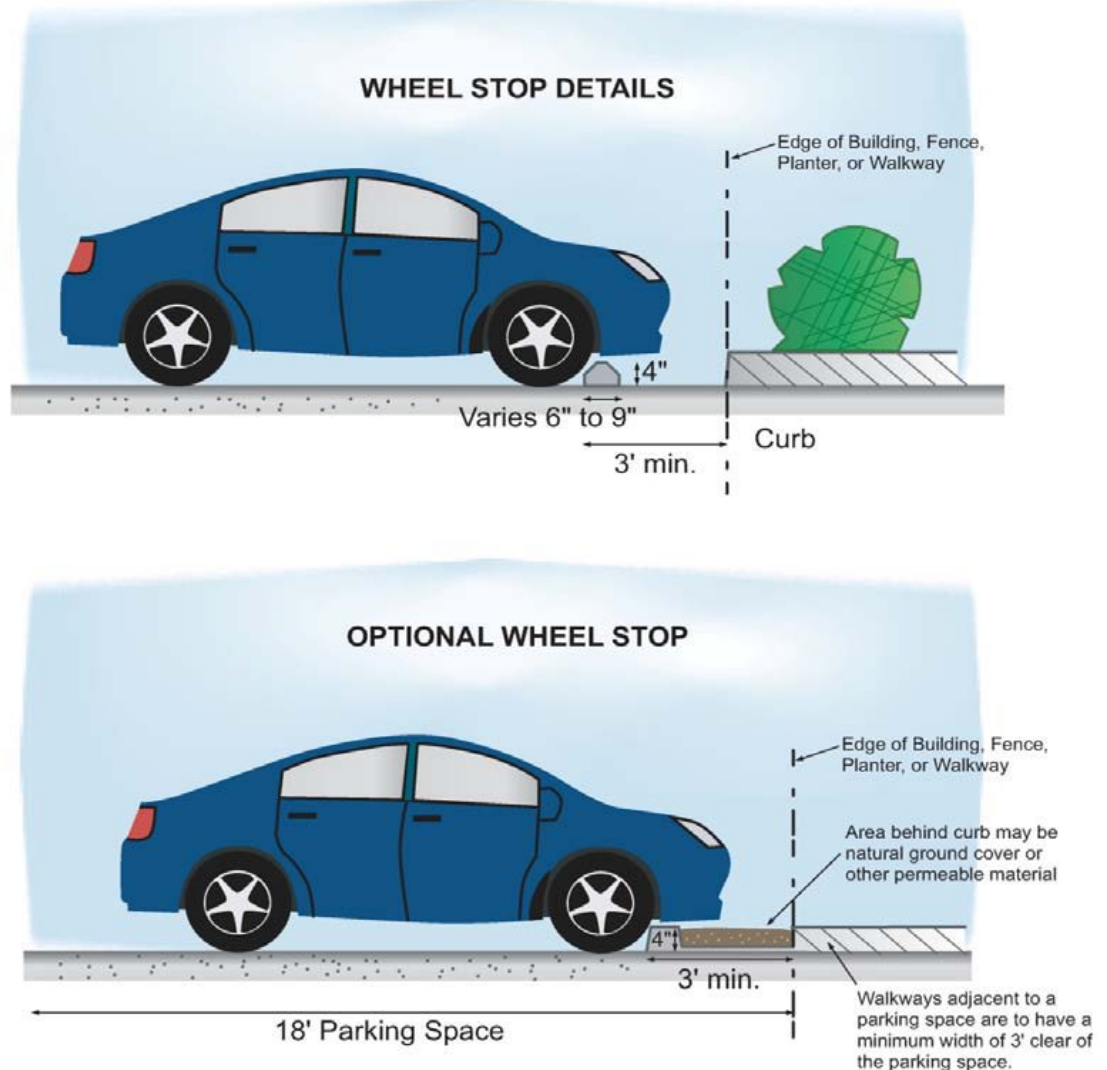 WHEEL STOP DETAILS
Edge of Building, Fence,
Planter, or Walkway
4"
Varies 6" to 9"
3' min.
Curb
OPTIONAL WHEEL STOP
Edge of Building, Fence,
Planter, or Walkway
Area behind curb may be
natural ground cover or
other permeable material
4"
3' min.
18' Parking Space
Walkways adjacent to a
parking space are to have a
minimum width of 3' clear of
the parking space.